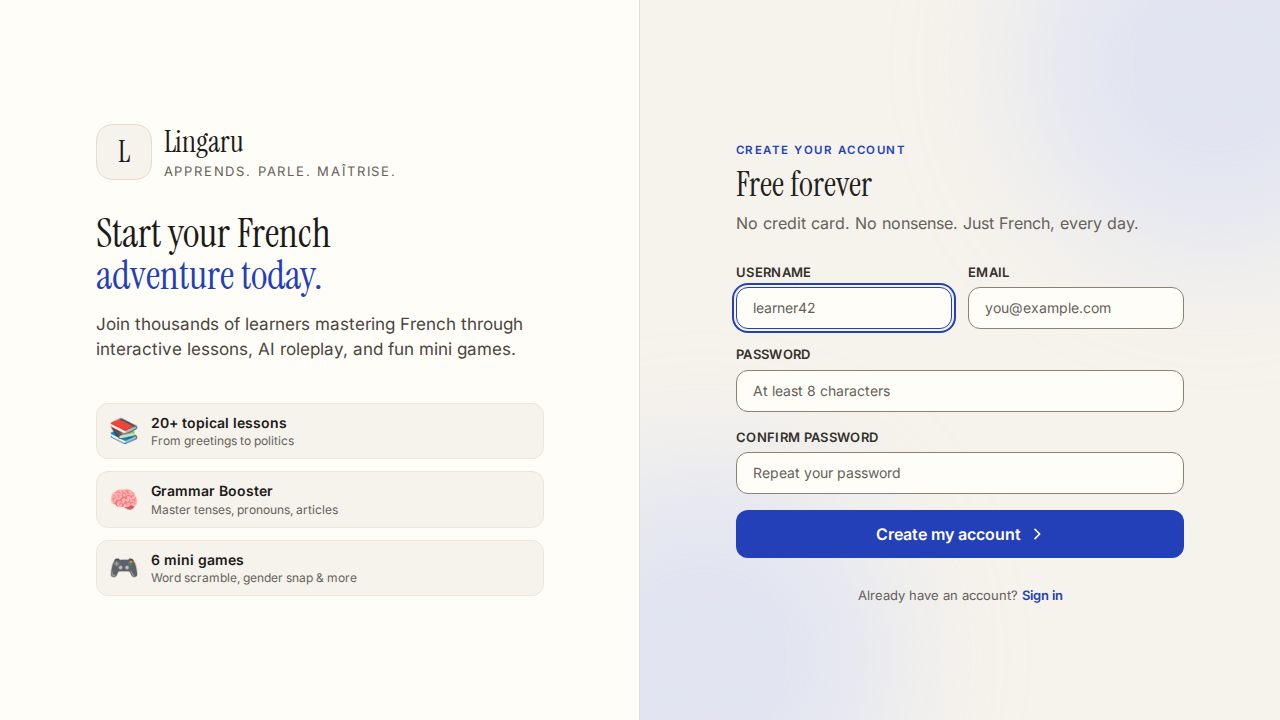 L
Lingaru
APPRENDS. PARLE. MAÎTRISE.
Start your French
adventure today.
Join thousands of learners mastering French through
interactive lessons, AI roleplay, and fun mini games.
20+ topical lessons
From greetings to politics
Grammar Booster
Master tenses, pronouns, articles
6 mini games
Word scramble, gender snap & more
CREATE YOUR ACCOUNT
Free forever
No credit card. No nonsense. Just French, every day.
USERNAME
learner42
EMAIL
you@example.com
PASSWORD
At least 8 characters
CONFIRM PASSWORD
Repeat your password
Create my account
Already have an account? Sign in